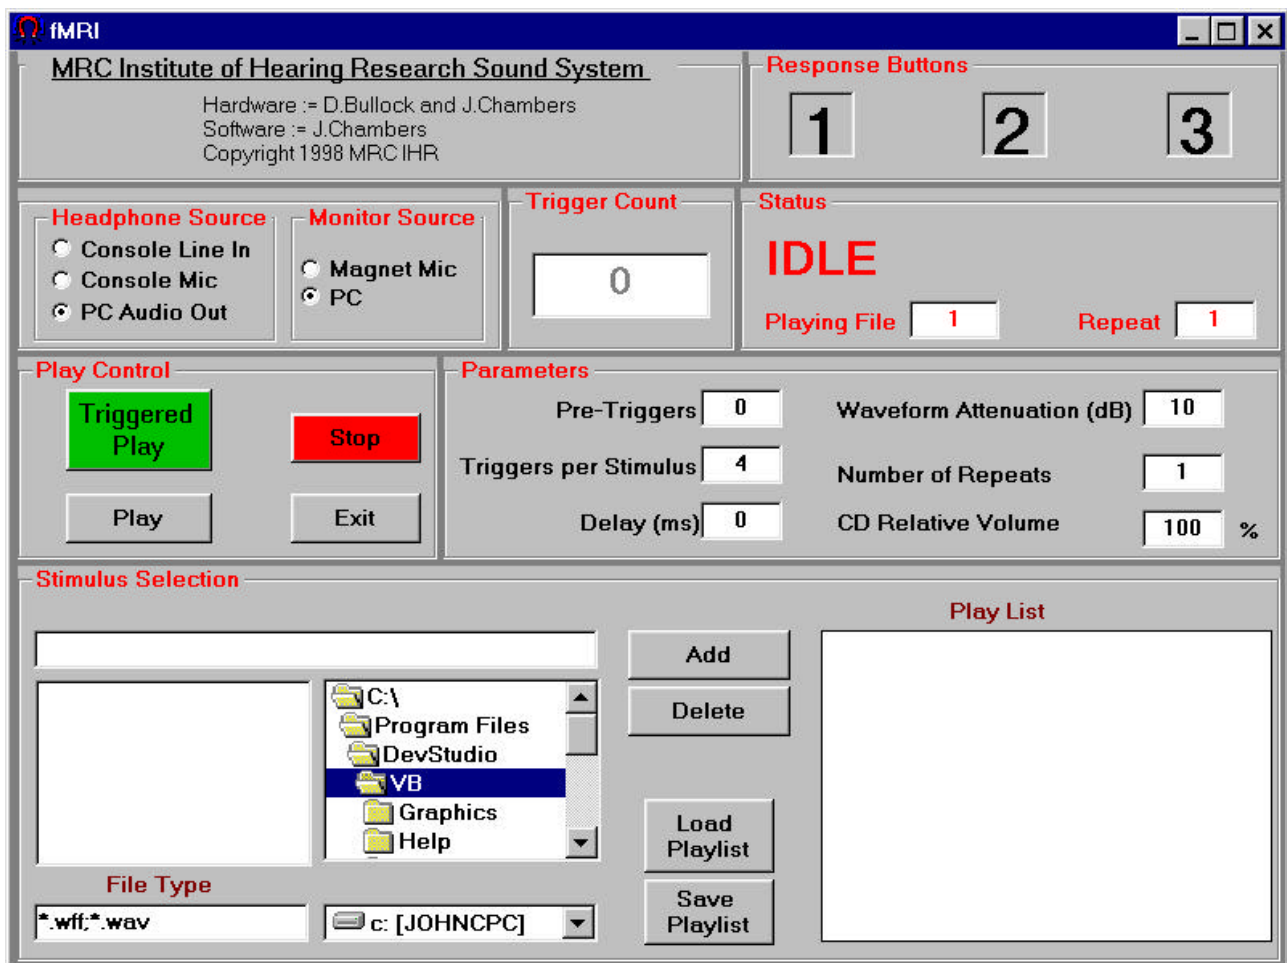 fMRI
MRC Institute of Hearing Research Sound System
Hardware := D.Bullock and J.Chambers
Software := J.Chambers
Copyright 1998 MRC IHR
Response Buttons
1 2 3
Headphone Source
Console Line In
Console Mic
PC Audio Out
Monitor Source
Magnet Mic
PC
Trigger Count
0
Status
IDLE
Playing File 1 Repeat 1
Play Control
Triggered
Play
Stop
Play
Exit
Parameters
Pre-Triggers 0
Triggers per Stimulus 4
Delay (ms) 0
Waveform Attenuation (dB) 10
Number of Repeats 1
CD Relative Volume 100 %
Stimulus Selection
C:\
Program Files
DevStudio
VB
Graphics
Help
File Type
*.wff;*.wav
c: [JOHNCPC]
Add
Delete
Load
Playlist
Save
Playlist
Play List